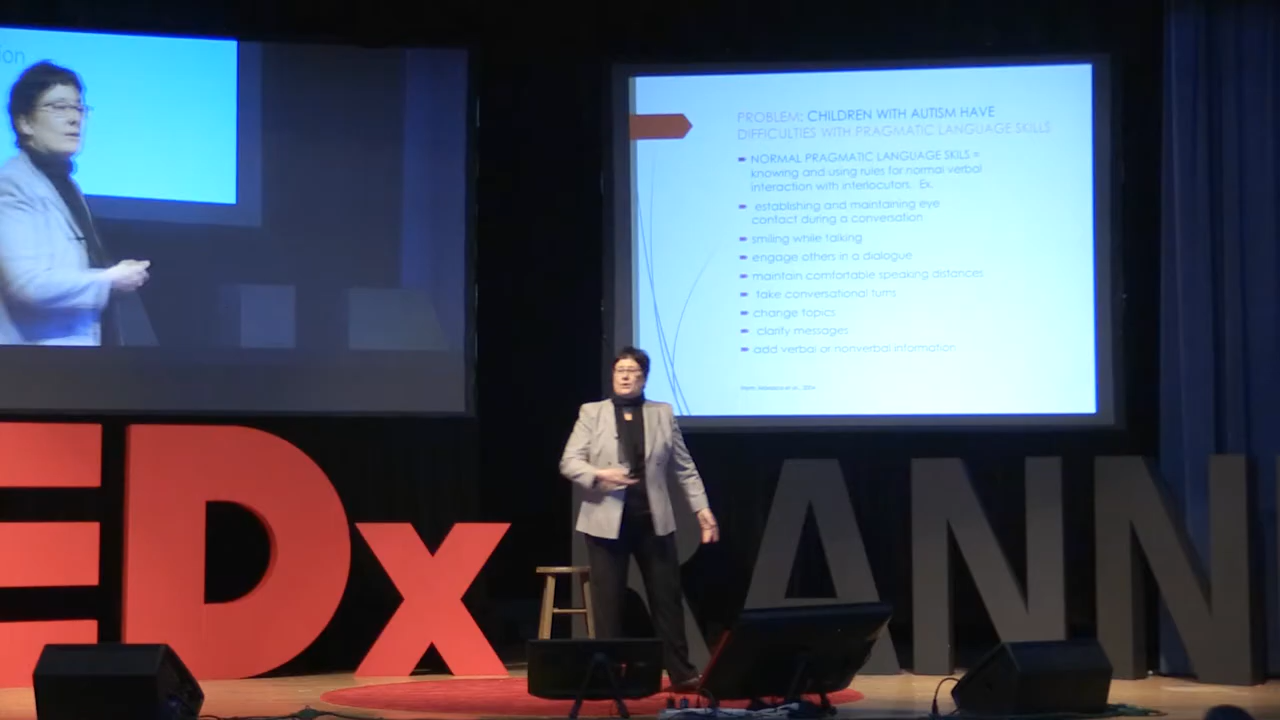 ion
PROBLEM: CHILDREN WITH AUTISM HAVE
DIFFICULTIES WITH PRAGMATIC LANGUAGE SKILLS
NORMAL PRAGMATIC LANGUAGE SKILS =
knowing and using rules for normal verbal
interaction with interlocutors. Ex.
establishing and maintaining eye
contact during a conversation
smiling while talking
engage others in a dialogue
maintain comfortable speaking distances
take conversational turns
change topics
clarify messages
add verbal or nonverbal information
EDx
ANN